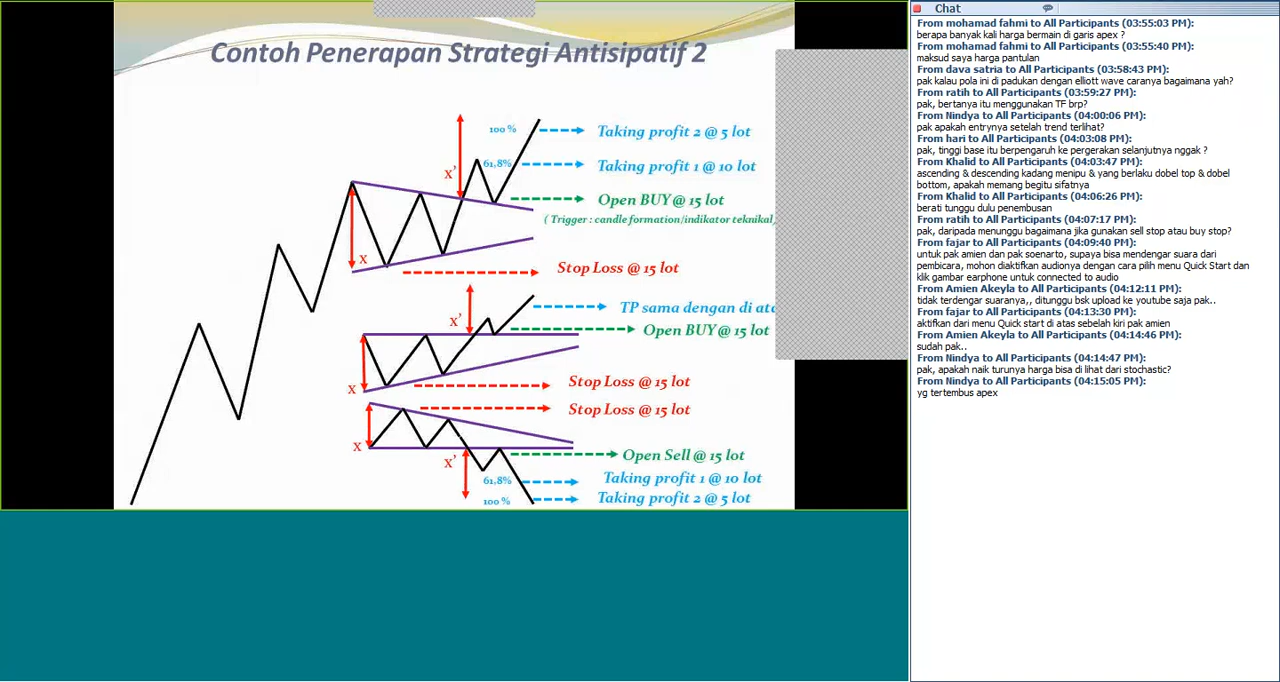 Contoh Penerapan Strategi Antisipatif 2
100 %
Taking profit 2 @ 5 lot
61,8%
Taking profit 1 @ 10 lot
x'
Open BUY @ 15 lot
( Trigger : candle formation/indikator teknikal)
x
Stop Loss @ 15 lot
TP sama dengan di ata
x'
Open BUY @ 15 lot
x
Stop Loss @ 15 lot
Stop Loss @ 15 lot
x
Open Sell @ 15 lot
x'
61,8%
Taking profit 1 @ 10 lot
100 %
Taking profit 2 @ 5 lot
Chat
From mohamad fahmi to All Participants (03:55:03 PM):
berapa banyak kali harga bermain di garis apex ?
From mohamad fahmi to All Participants (03:55:40 PM):
maksud saya harga pantulan
From dava satria to All Participants (03:58:43 PM):
pak kalau pola ini di padukan dengan elliott wave caranya bagaimana yah?
From ratih to All Participants (03:59:27 PM):
pak, bertanya itu menggunakan TF brp?
From Nindya to All Participants (04:00:06 PM):
pak apakah entrynya setelah trend terlihat?
From hari to All Participants (04:03:08 PM):
pak, tinggi base itu berpengaruh ke pergerakan selanjutnya nggak ?
From Khalid to All Participants (04:03:47 PM):
ascending & descending kadang menipu & yang berlaku dobel top & dobel
bottom, apakah memang begitu sifatnya
From Khalid to All Participants (04:06:26 PM):
berati tunggu dulu penembusan
From ratih to All Participants (04:07:17 PM):
pak, daripada menunggu bagaimana jika gunakan sell stop atau buy stop?
From fajar to All Participants (04:09:40 PM):
untuk pak amien dan pak soenarto, supaya bisa mendengar suara dari
pembicara, mohon diaktifkan audionya dengan cara pilih menu Quick Start dan
klik gambar earphone untuk connected to audio
From Amien Akeyla to All Participants (04:12:11 PM):
tidak terdengar suaranya,, ditunggu bsk upload ke youtube saja pak..
From fajar to All Participants (04:13:30 PM):
aktifkan dari menu Quick start di atas sebelah kiri pak amien
From Amien Akeyla to All Participants (04:14:46 PM):
sudah pak..
From Nindya to All Participants (04:14:47 PM):
pak, apakah naik turunya harga bisa di lihat dari stochastic?
From Nindya to All Participants (04:15:05 PM):
yg tertembus apex